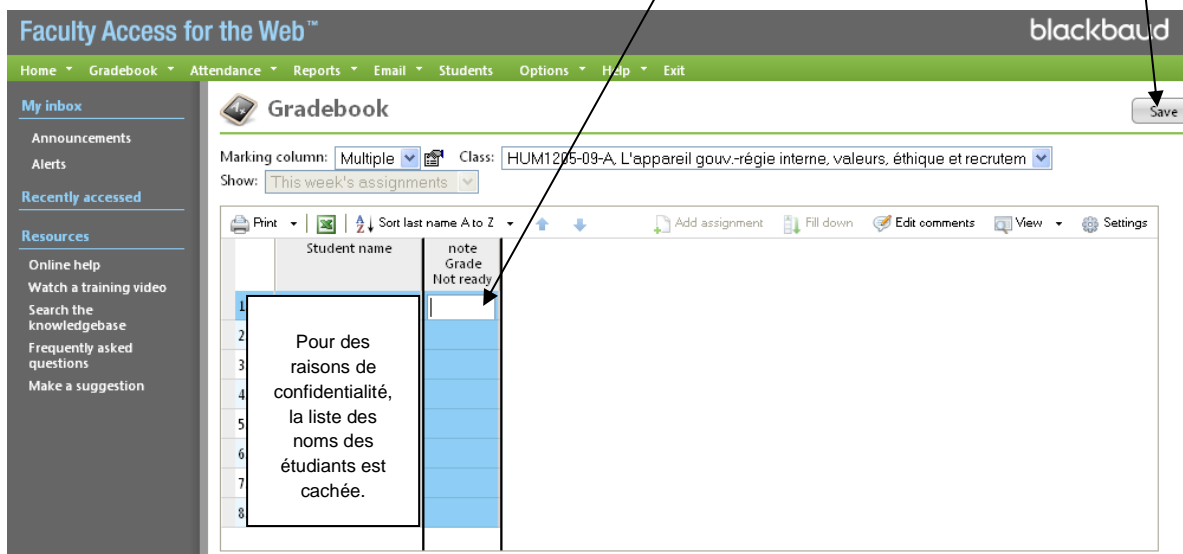 Faculty Access for the Web™
blackbaud
Home Gradebook Attendance Reports Email Students Options Help Exit
My inbox
Announcements
Alerts
Recently accessed
Resources
Online help
Watch a training video
Search the
knowledgebase
Frequently asked
questions
Make a suggestion
A+
Gradebook
Save
Marking column: Multiple Class: HUM1205-09-A, L'appareil gouv.-régie interne, valeurs, éthique et recrutem
Show: This week's assignments
Print Sort last name A to Z Add assignment Fill down Edit comments View Settings
Student name
note
Grade
Not ready
1
2
3
4
5
6
7
8
Pour des
raisons de
confidentialité,
la liste des
noms des
étudiants est
cachée.